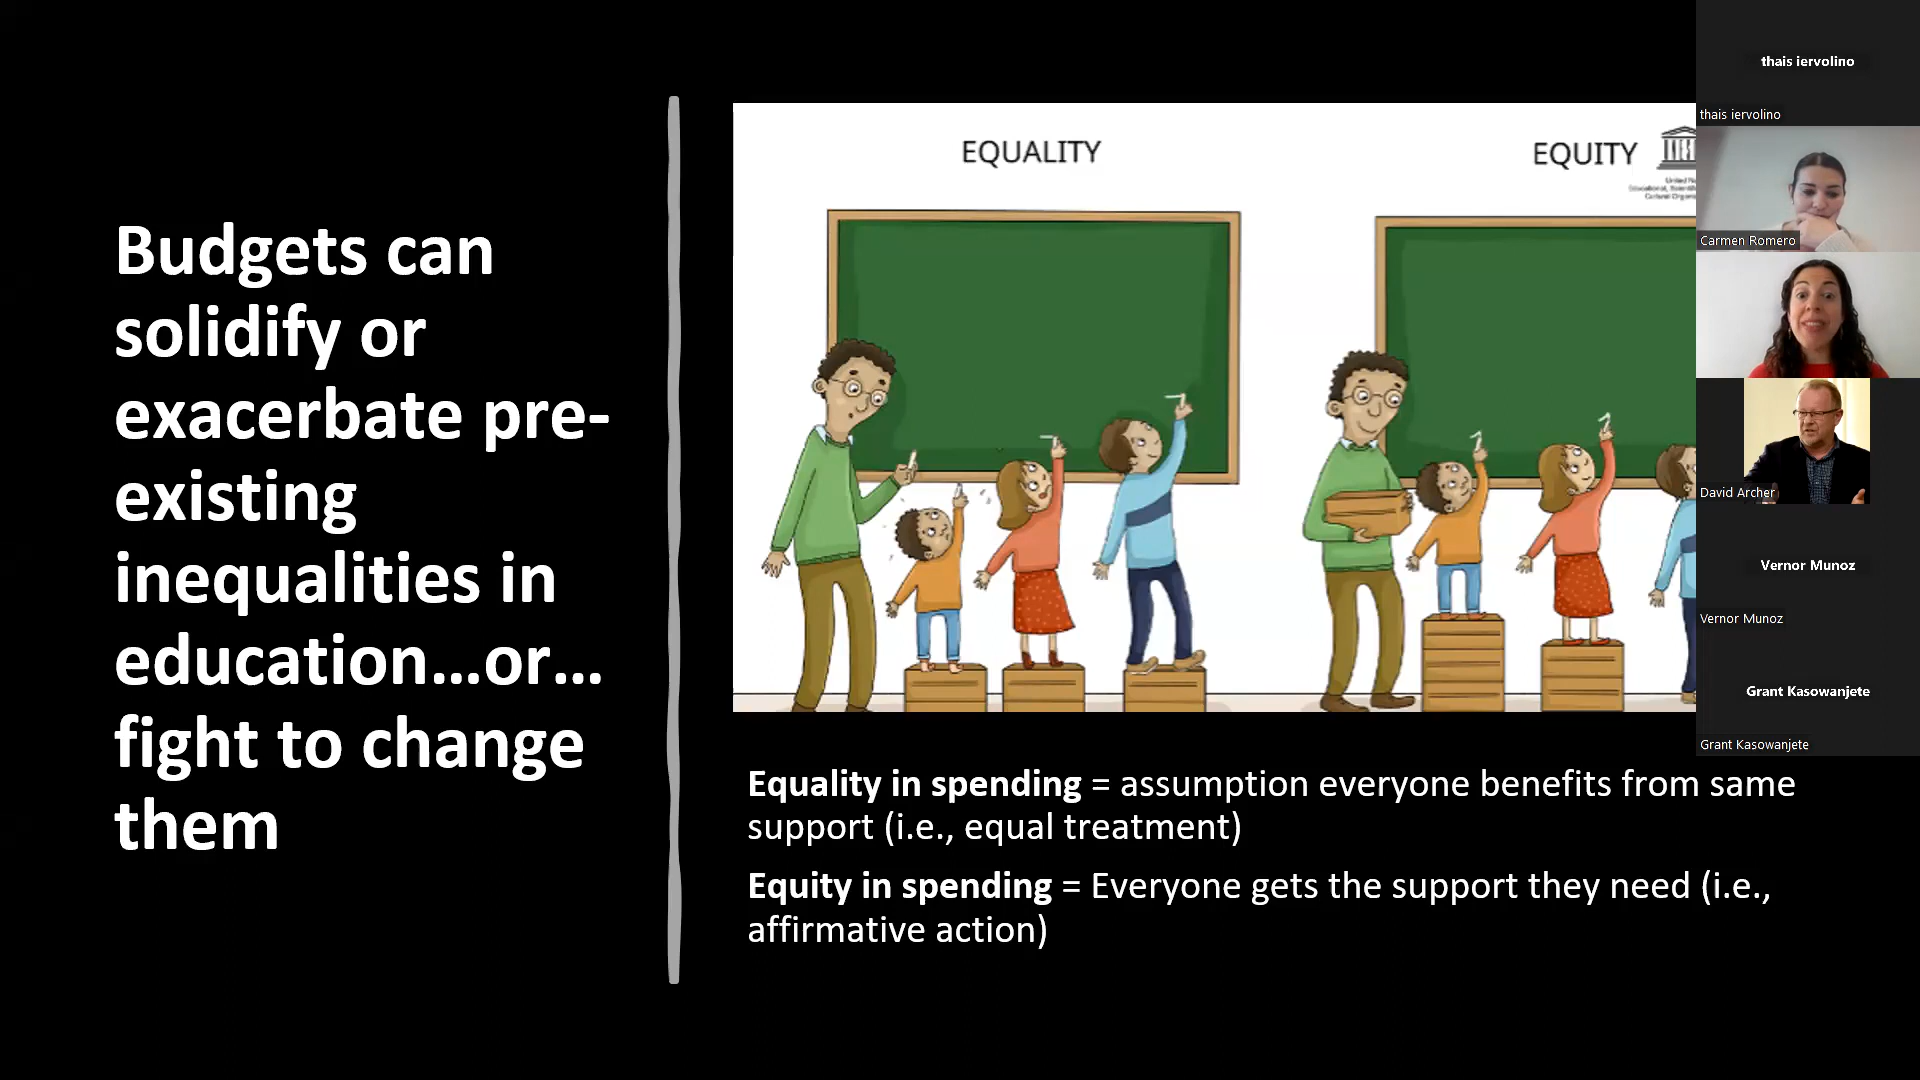 Budgets can
solidify or
exacerbate pre-
existing
inequalities in
education...or...
fight to change
them
EQUALITY
EQUITY
Equality in spending = assumption everyone benefits from same
support (i.e., equal treatment)
Equity in spending = Everyone gets the support they need (i.e.,
affirmative action)
thais iervolino
thais iervolino
Carmen Romero
David Archer
Vernor Munoz
Vernor Munoz
Grant Kasowanjete
Grant Kasowanjete